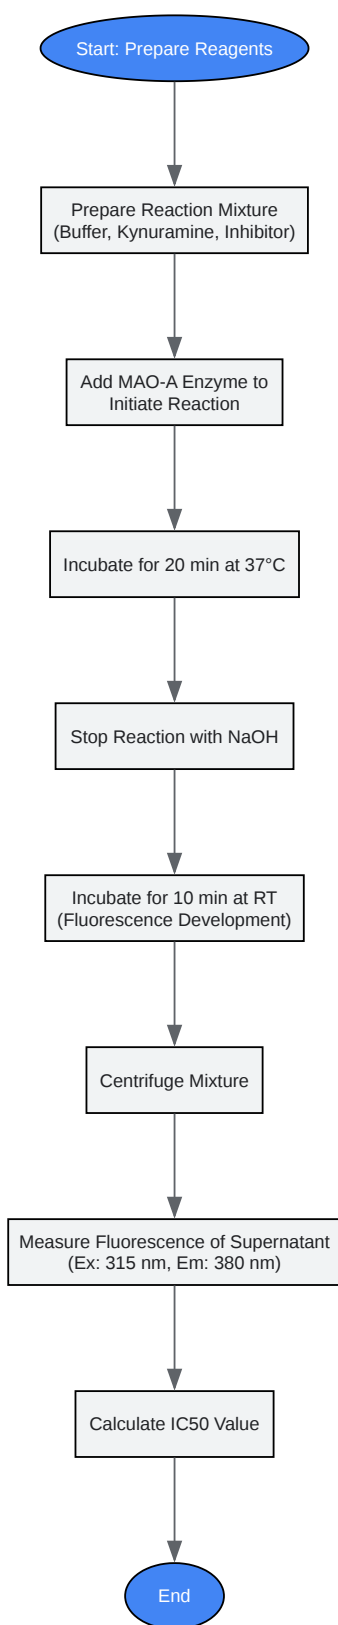 Start: Prepare Reagents
Prepare Reaction Mixture
(Buffer, Kynuramine, Inhibitor)
Add MAO-A Enzyme to
Initiate Reaction
Incubate for 20 min at 37°C
Stop Reaction with NaOH
Incubate for 10 min at RT
(Fluorescence Development)
Centrifuge Mixture
Measure Fluorescence of Supernatant
(Ex: 315 nm, Em: 380 nm)
Calculate IC50 Value
End